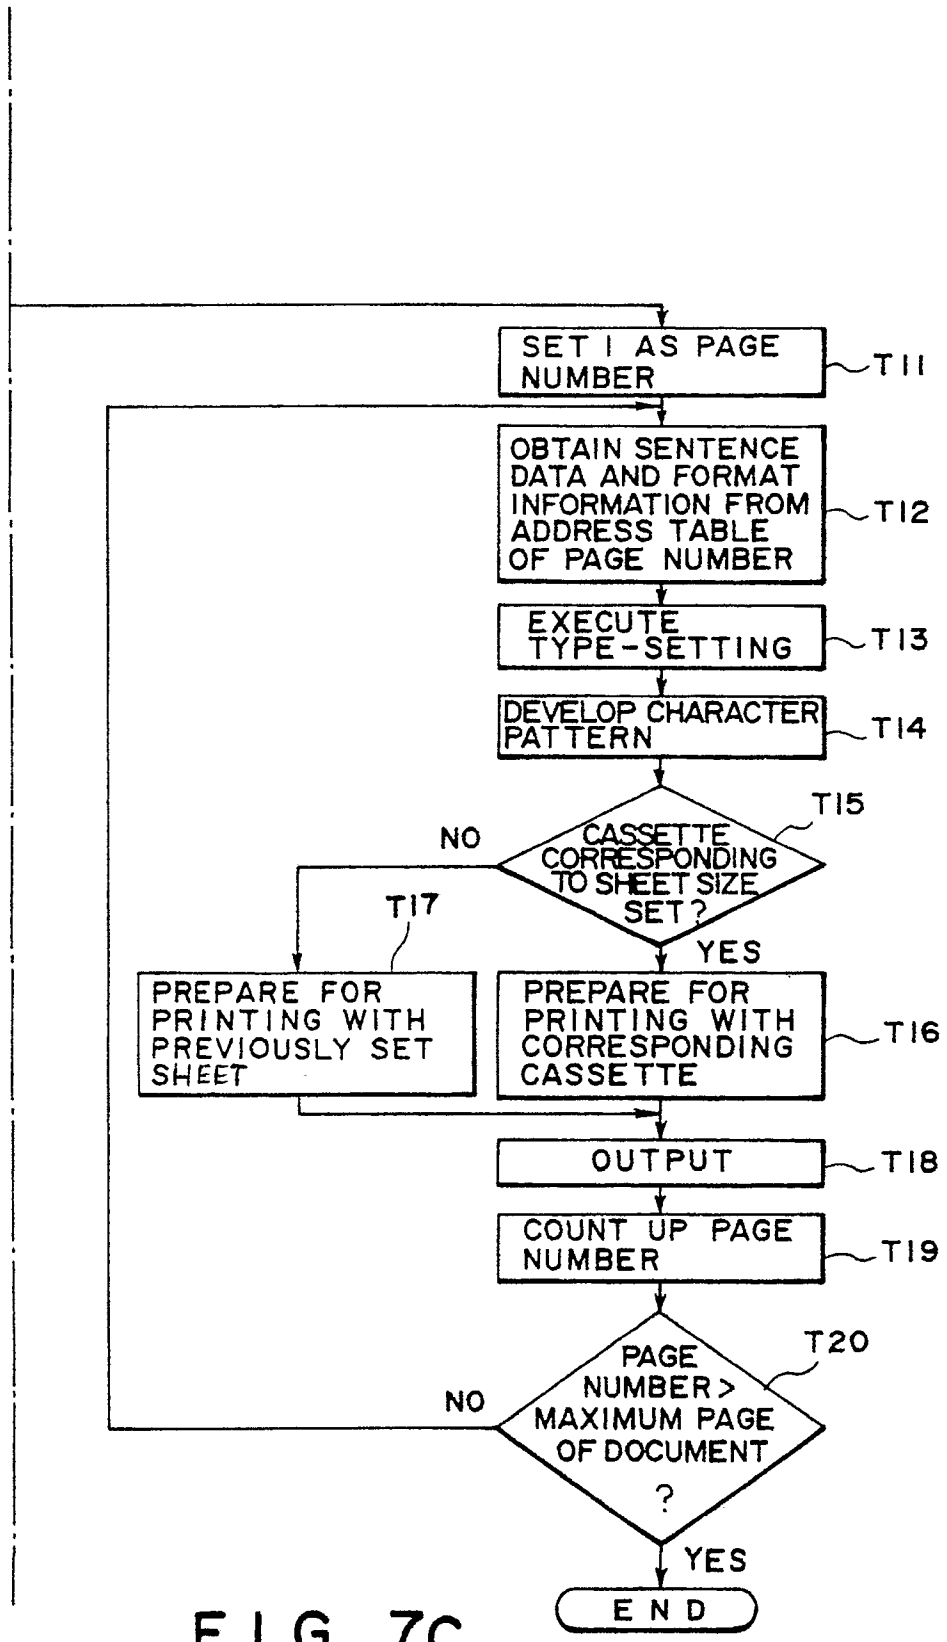 SET 1 AS PAGE
NUMBER
T11
OBTAIN SENTENCE
DATA AND FORMAT
INFORMATION FROM
ADDRESS TABLE
OF PAGE NUMBER
T12
EXECUTE
TYPE-SETTING
T13
DEVELOP CHARACTER
PATTERN
T14
T15
CASSETTE
CORRESPONDING
TO SHEET SIZE
SET?
NO
YES
T17
PREPARE FOR
PRINTING WITH
PREVIOUSLY SET
SHEET
PREPARE FOR
PRINTING WITH
CORRESPONDING
CASSETTE
T16
OUTPUT
T18
COUNT UP PAGE
NUMBER
T19
T20
PAGE
NUMBER >
MAXIMUM PAGE
OF DOCUMENT
?
NO
YES
END
FIG. 7C